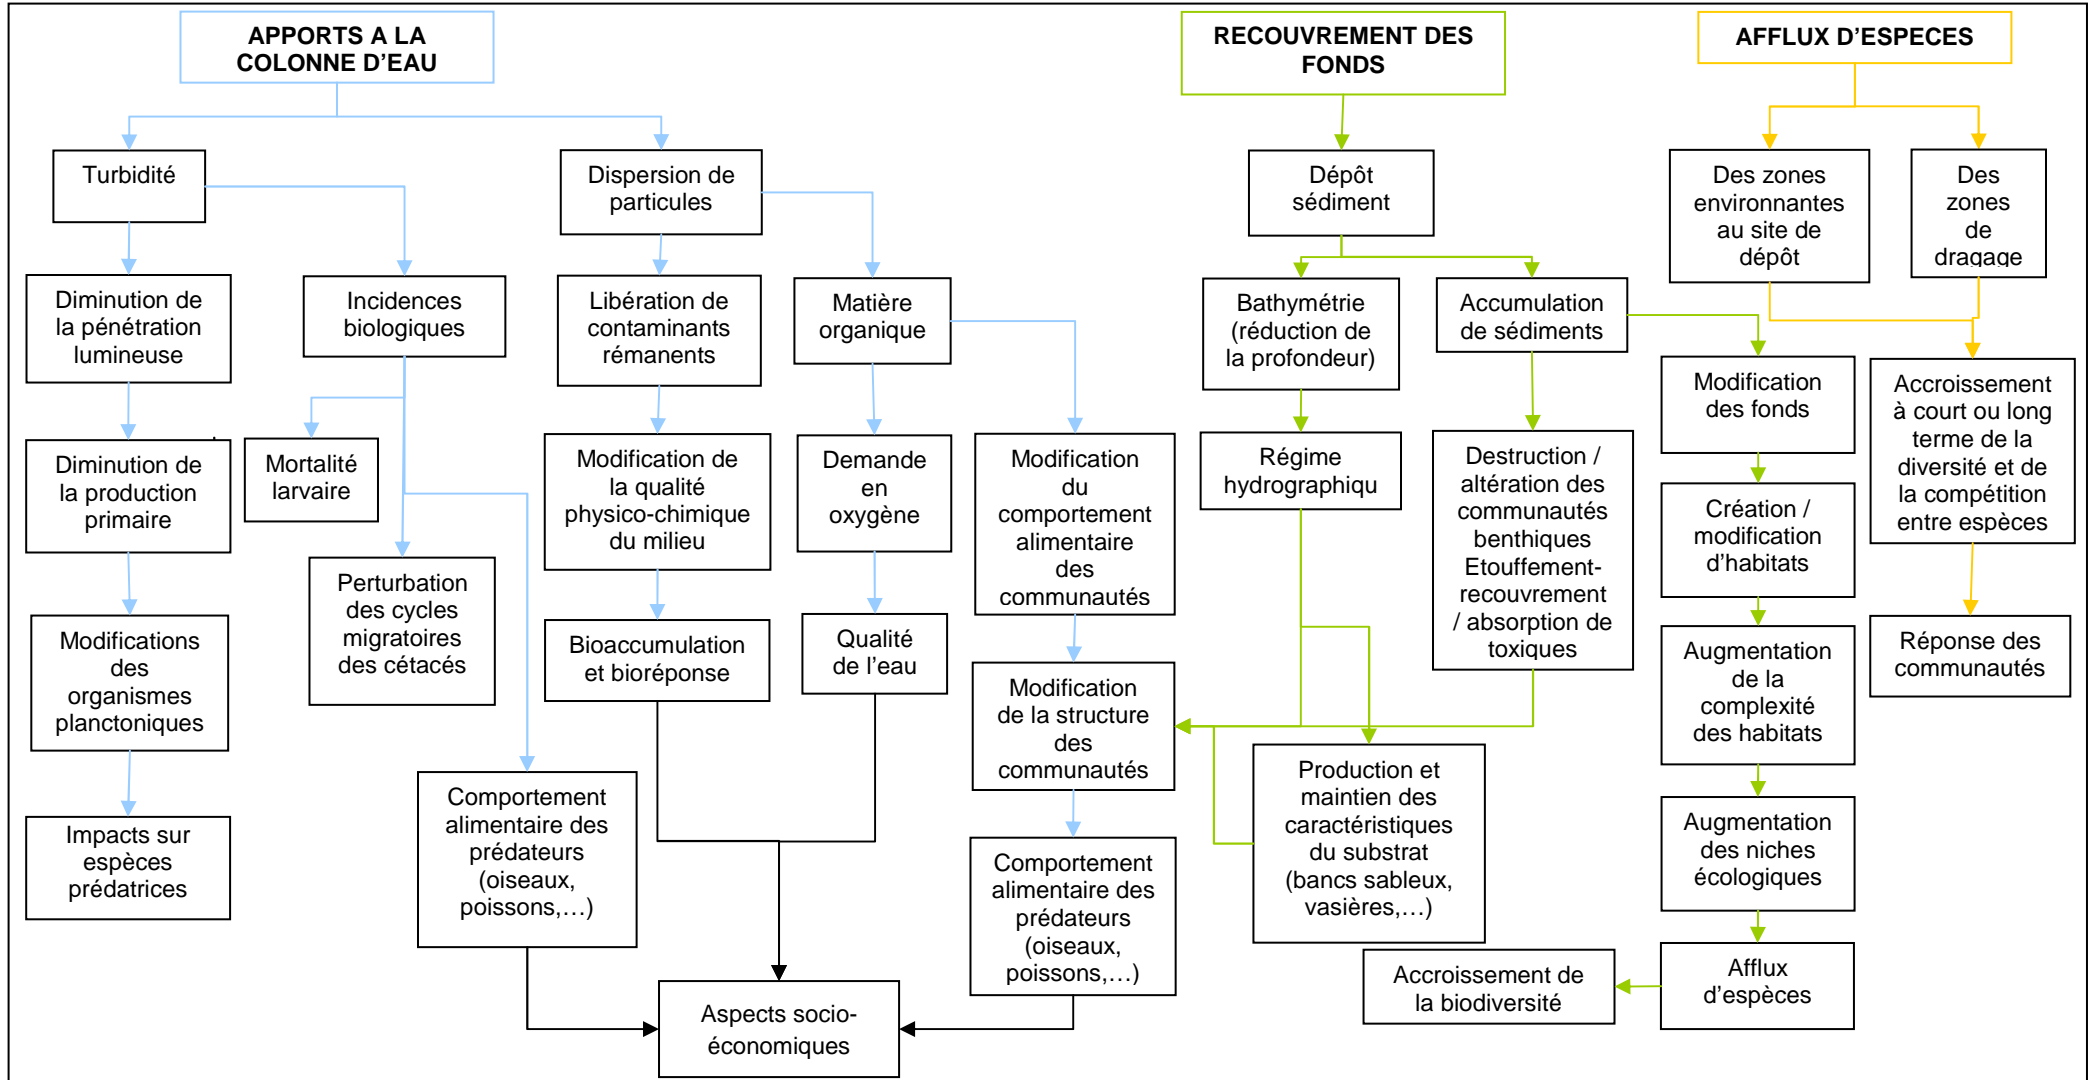 APPORTS A LA
COLONNE D'EAU
RECOUVREMENT DES
FONDS
AFFLUX D'ESPECES
Turbidité
Dispersion de
particules
Dépôt
sédiment
Des zones
environnantes
au site de
dépôt
Des
zones
de
dragage
Diminution de
la pénétration
lumineuse
Incidences
biologiques
Libération de
contaminants
rémanents
Matière
organique
Bathymétrie
(réduction de
la profondeur)
Accumulation
de sédiments
Modification
des fonds
Accroissement
à court ou long
terme de la
diversité et de
la compétition
entre espèces
Diminution de
la production
primaire
Mortalité
larvaire
Modification de
la qualité
physico-chimique
du milieu
Demande
en
oxygène
Modification
du
comportement
alimentaire
des
communautés
Régime
hydrographiqu
Destruction /
altération des
communautés
benthiques
Etouffement-
recouvrement
/ absorption de
toxiques
Création /
modification
d'habitats
Perturbation
des cycles
migratoires
des cétacés
Modifications
des
organismes
planctoniques
Bioaccumulation
et bioréponse
Qualité
de l'eau
Modification
de la structure
des
communautés
Augmentation
de la
complexité
des habitats
Réponse des
communautés
Impacts sur
espèces
prédatrices
Comportement
alimentaire des
prédateurs
(oiseaux,
poissons,…)
Production et
maintien des
caractéristiques
du substrat
(bancs sableux,
vasières,…)
Augmentation
des niches
écologiques
Comportement
alimentaire des
prédateurs
(oiseaux,
poissons,…)
Accroissement de
la biodiversité
Afflux
d'espèces
Aspects socio-
économiques